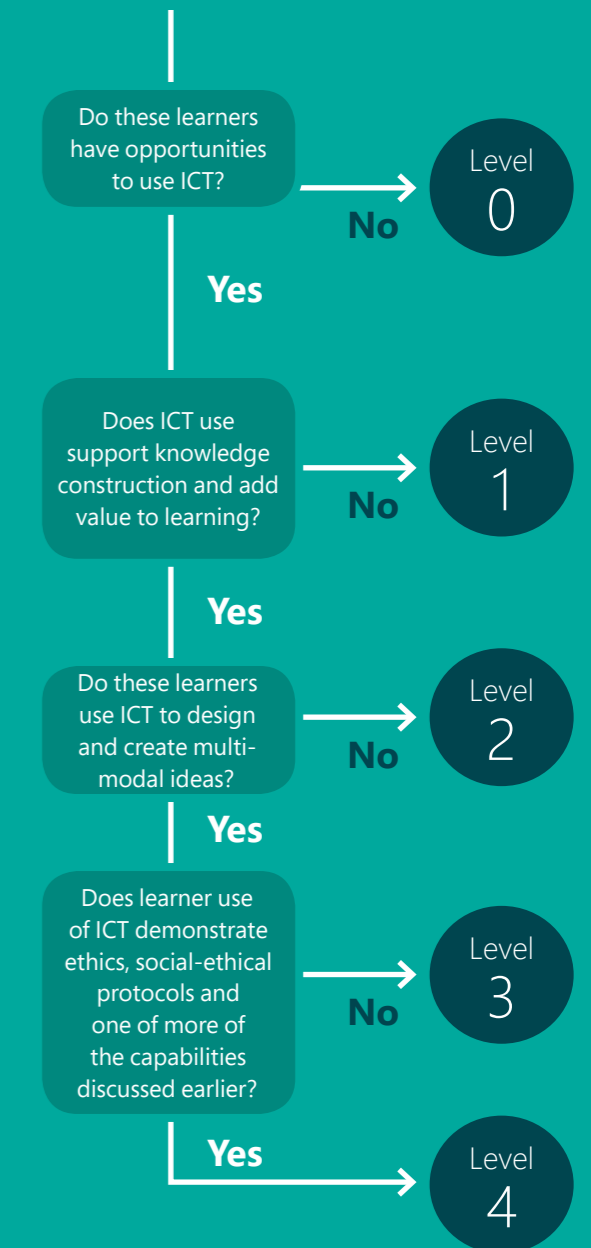 Do these learners
have opportunities
to use ICT?
No
Level
0
Yes
Does ICT use
support knowledge
construction and add
value to learning?
No
Level
1
Yes
Do these learners
use ICT to design
and create multi-
modal ideas?
No
Level
2
Yes
Does learner use
of ICT demonstrate
ethics, social-ethical
protocols and
one of more of
the capabilities
discussed earlier?
No
Level
3
Yes
Level
4